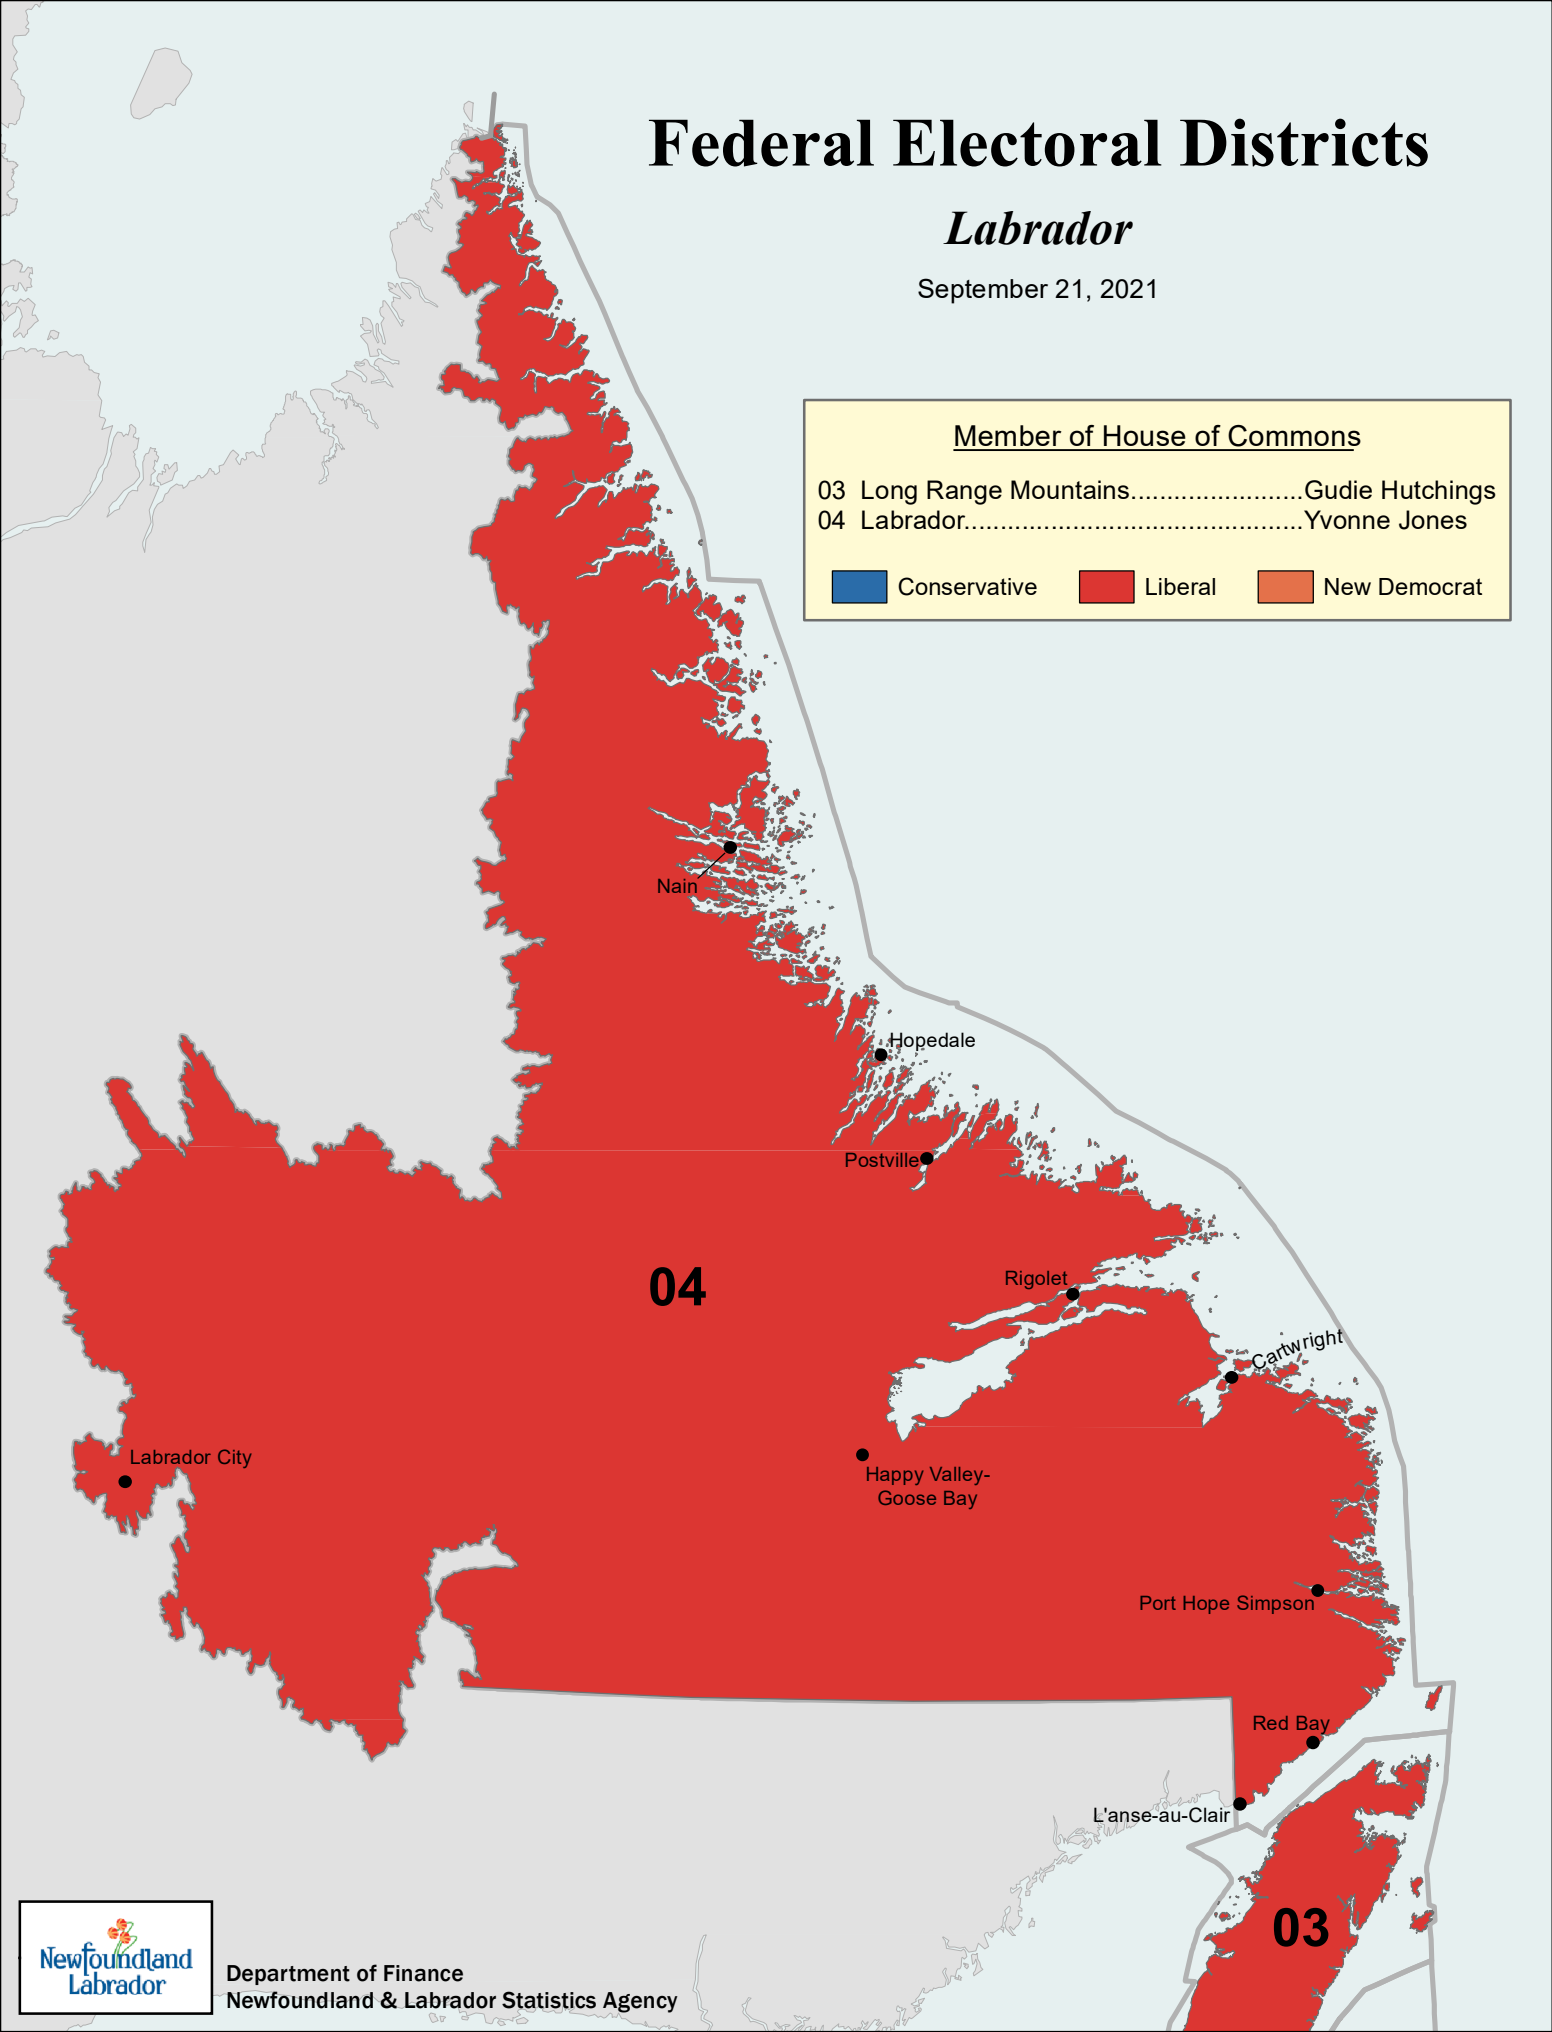 Federal Electoral Districts
Labrador
September 21, 2021
Member of House of Commons
03 Long Range Mountains........................Gudie Hutchings
04 Labrador...............................................Yvonne Jones
Conservative Liberal New Democrat
Nain
Hopedale
Postville
04
Rigolet
Cartwright
Labrador City
Happy Valley-
Goose Bay
Port Hope Simpson
Red Bay
L'anse-au-Clair
03
Newfoundland
Labrador
Department of Finance
Newfoundland & Labrador Statistics Agency